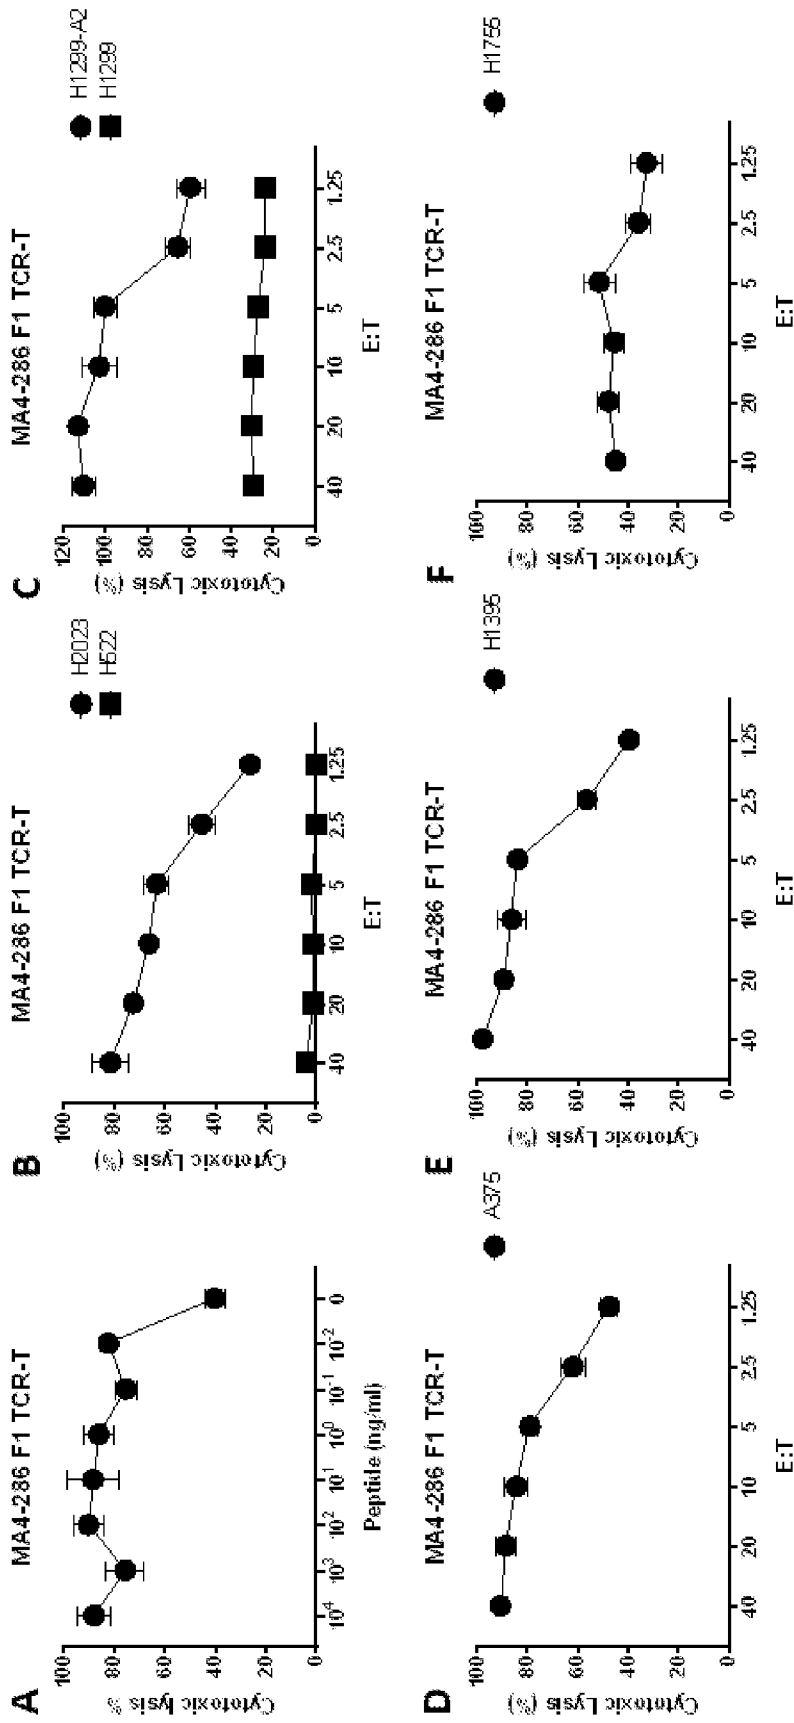 A
MA4-286 F1 TCR-T
Cytotoxic lysis %
100
80
60
40
20
0
10^4
10^3
10^2
10^1
10^0
10^-1
10^-2
0
Peptide (ng/ml)
B
MA4-286 F1 TCR-T
H2023
H522
Cytotoxic Lysis (%)
100
80
60
40
20
0
40
20
10
5
2.5
1.25
E:T
C
MA4-286 F1 TCR-T
H1299-A2
H1299
Cytotoxic Lysis (%)
120
100
80
60
40
20
0
40
20
10
5
2.5
1.25
E:T
D
MA4-286 F1 TCR-T
A375
Cytotoxic Lysis (%)
100
80
60
40
20
0
40
20
10
5
2.5
1.25
E:T
E
MA4-286 F1 TCR-T
H1395
Cytotoxic Lysis (%)
100
80
60
40
20
0
40
20
10
5
2.5
1.25
E:T
F
MA4-286 F1 TCR-T
H1755
Cytotoxic Lysis (%)
100
80
60
40
20
0
40
20
10
5
2.5
1.25
E:T